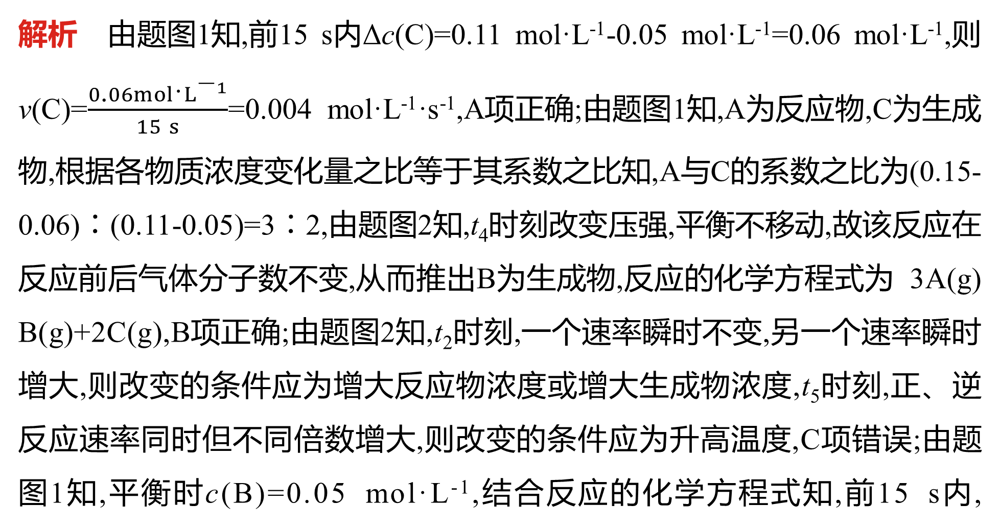 解析 由题图1知,前15 s内Δc(C)=0.11 mol·L-1-0.05 mol·L-1=0.06 mol·L-1,则
v(C)=0.06mol·L－1/15 s=0.004 mol·L-1·s-1,A项正确;由题图1知,A为反应物,C为生成
物,根据各物质浓度变化量之比等于其系数之比知,A与C的系数之比为(0.15-
0.06)∶(0.11-0.05)=3∶2,由题图2知,t4时刻改变压强,平衡不移动,故该反应在
反应前后气体分子数不变,从而推出B为生成物,反应的化学方程式为 3A(g)
B(g)+2C(g),B项正确;由题图2知,t2时刻,一个速率瞬时不变,另一个速率瞬时
增大,则改变的条件应为增大反应物浓度或增大生成物浓度,t5时刻,正、逆
反应速率同时但不同倍数增大,则改变的条件应为升高温度,C项错误;由题
图1知,平衡时c(B)=0.05 mol·L-1,结合反应的化学方程式知,前15 s内,